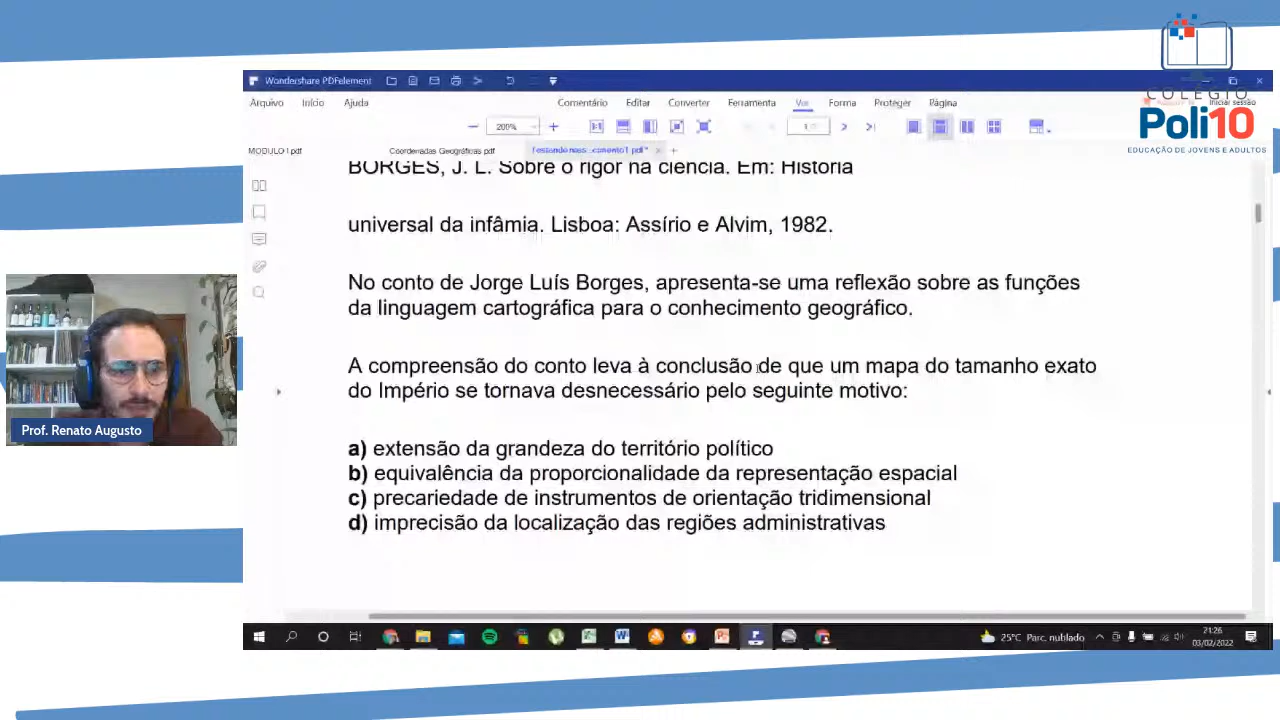 COLÉGIO
Poli10
EDUCAÇÃO DE JOVENS E ADULTOS
Wondershare PDFelement
Arquivo Início Ajuda Comentário Editar Converter Ferramenta Ver Forma Proteger Página Iniciar sessão
200% 1
MODULO 1.pdf Coordenadas Geográficas.pdf
BORGES, J. L. Sobre o rigor na ciência. Em: História
universal da infâmia. Lisboa: Assírio e Alvim, 1982.
No conto de Jorge Luís Borges, apresenta-se uma reflexão sobre as funções
da linguagem cartográfica para o conhecimento geográfico.
A compreensão do conto leva à conclusão de que um mapa do tamanho exato
do Império se tornava desnecessário pelo seguinte motivo:
a) extensão da grandeza do território político
b) equivalência da proporcionalidade da representação espacial
c) precariedade de instrumentos de orientação tridimensional
d) imprecisão da localização das regiões administrativas
Prof. Renato Augusto
25°C Parc. nublado
21:26
03/02/2022